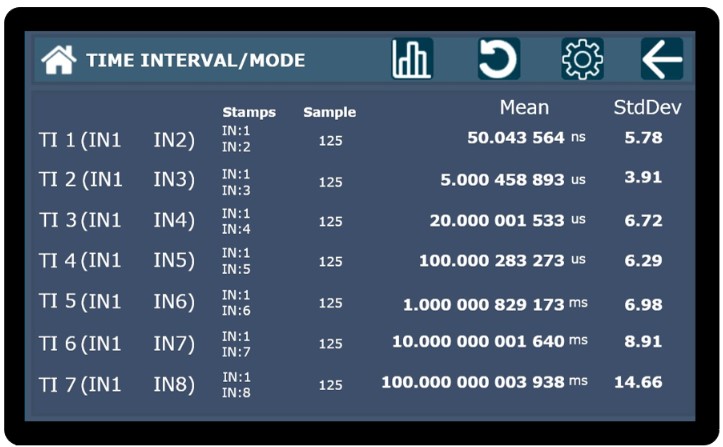 TIME INTERVAL/MODE
Stamps Sample Mean StdDev
TI 1 (IN1 IN2) IN:1 IN:2 125 50.043 564 ns 5.78
TI 2 (IN1 IN3) IN:1 IN:3 125 5.000 458 893 us 3.91
TI 3 (IN1 IN4) IN:1 IN:4 125 20.000 001 533 us 6.72
TI 4 (IN1 IN5) IN:1 IN:5 125 100.000 283 273 us 6.29
TI 5 (IN1 IN6) IN:1 IN:6 125 1.000 000 829 173 ms 6.98
TI 6 (IN1 IN7) IN:1 IN:7 125 10.000 000 001 640 ms 8.91
TI 7 (IN1 IN8) IN:1 IN:8 125 100.000 000 003 938 ms 14.66